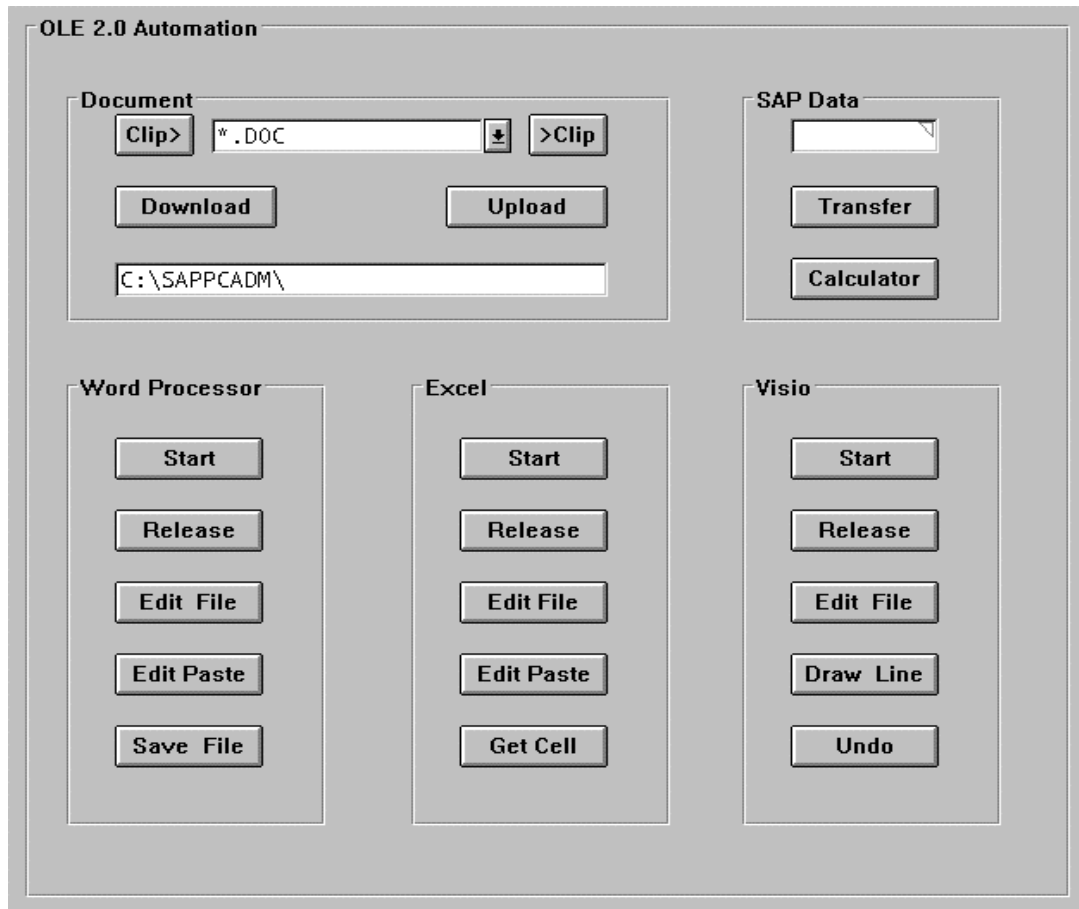 OLE 2.0 Automation
Document
Clip>
*.DOC
>Clip
Download
Upload
C:\SAPPCADM\
SAP Data
Transfer
Calculator
Word Processor
Start
Release
Edit File
Edit Paste
Save File
Excel
Start
Release
Edit File
Edit Paste
Get Cell
Visio
Start
Release
Edit File
Draw Line
Undo